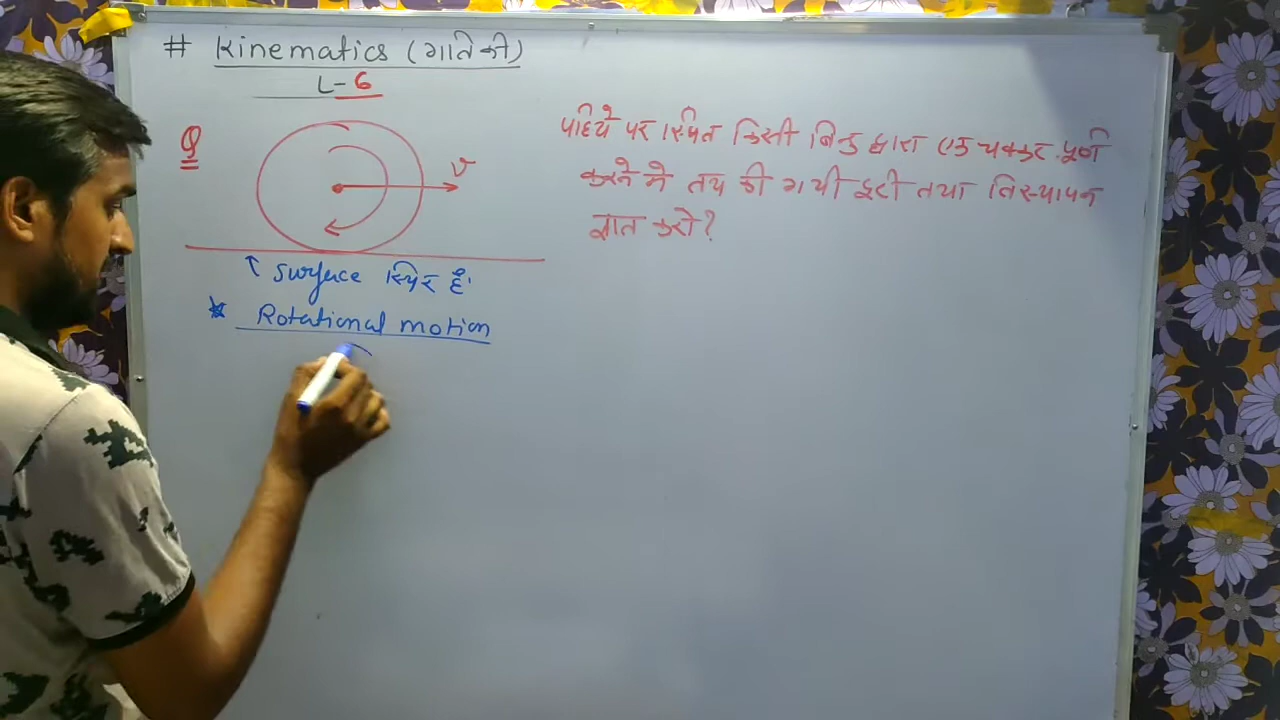 # Kinematics (गतिकी)
L-6
Q
v
पहिये पर स्थित किसी बिन्दु द्वारा एक चक्कर पूर्ण
करने मे तय की गयी दूरी तथा विस्थापन
ज्ञात करो?
↑ Surface स्थिर है
* Rotational motion